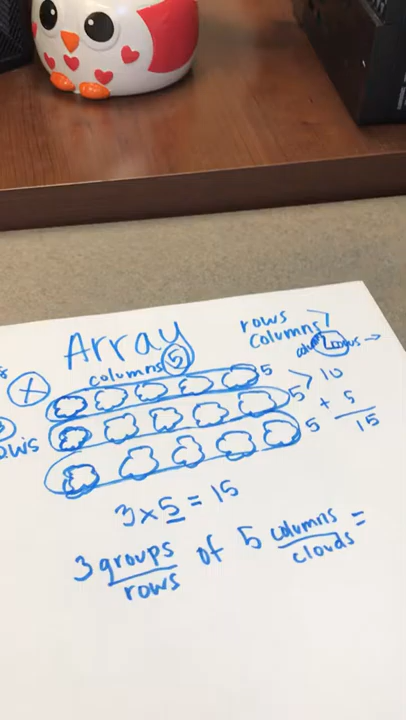 Array
rows
columns
columns 5
x
5
5 > 10
5 + 5
15
3 x 5 = 15
3 groups of 5 columns =
rows clouds